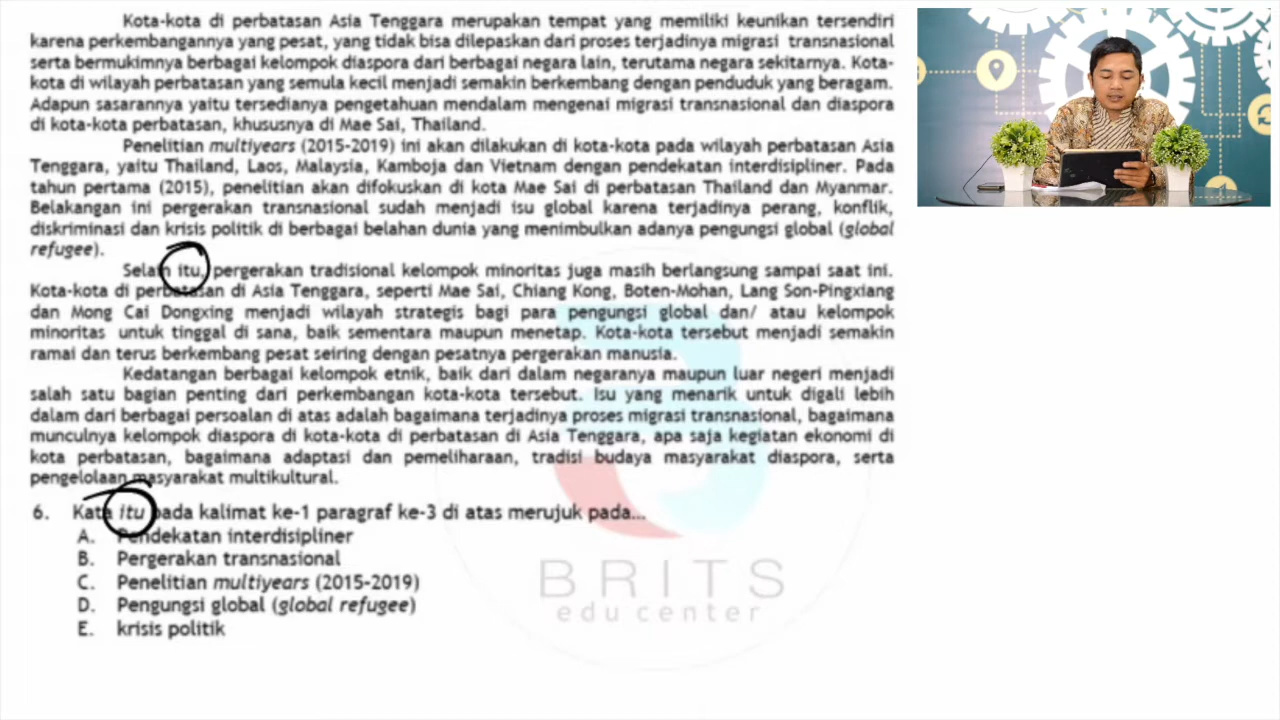 Kota-kota di perbatasan Asia Tenggara merupakan tempat yang memiliki keunikan tersendiri
karena perkembangannya yang pesat, yang tidak bisa dilepaskan dari proses terjadinya migrasi transnasional
serta bermukimnya berbagai kelompok diaspora dari berbagai negara lain, terutama negara sekitarnya. Kota-
kota di wilayah perbatasan yang semula kecil menjadi semakin berkembang dengan penduduk yang beragam.
Adapun sasarannya yaitu tersedianya pengetahuan mendalam mengenai migrasi transnasional dan diaspora
di kota-kota perbatasan, khususnya di Mae Sai, Thailand.
Penelitian multiyears (2015-2019) ini akan dilakukan di kota-kota pada wilayah perbatasan Asia
Tenggara, yaitu Thailand, Laos, Malaysia, Kamboja dan Vietnam dengan pendekatan interdisipliner. Pada
tahun pertama (2015), penelitian akan difokuskan di kota Mae Sai di perbatasan Thailand dan Myanmar.
Belakangan ini pergerakan transnasional sudah menjadi isu global karena terjadinya perang, konflik,
diskriminasi dan krisis politik di berbagai belahan dunia yang menimbulkan adanya pengungsi global (global
refugee).
Selain itu, pergerakan tradisional kelompok minoritas juga masih berlangsung sampai saat ini.
Kota-kota di perbatasan di Asia Tenggara, seperti Mae Sai, Chiang Kong, Boten-Mohan, Lang Son-Pingxiang
dan Mong Cai Dongxing menjadi wilayah strategis bagi para pengungsi global dan/ atau kelompok
minoritas untuk tinggal di sana, baik sementara maupun menetap. Kota-kota tersebut menjadi semakin
ramai dan terus berkembang pesat seiring dengan pesatnya pergerakan manusia.
Kedatangan berbagai kelompok etnik, baik dari dalam negaranya maupun luar negeri menjadi
salah satu bagian penting dari perkembangan kota-kota tersebut. Isu yang menarik untuk digali lebih
dalam dari berbagai persoalan di atas adalah bagaimana terjadinya proses migrasi transnasional, bagaimana
munculnya kelompok diaspora di kota-kota di perbatasan di Asia Tenggara, apa saja kegiatan ekonomi di
kota perbatasan, bagaimana adaptasi dan pemeliharaan, tradisi budaya masyarakat diaspora, serta
pengelolaan masyarakat multikultural.
6. Kata itu pada kalimat ke-1 paragraf ke-3 di atas merujuk pada...
A. Pendekatan interdisipliner
B. Pergerakan transnasional
C. Penelitian multiyears (2015-2019)
D. Pengungsi global (global refugee)
E. krisis politik
BRITS
edu center